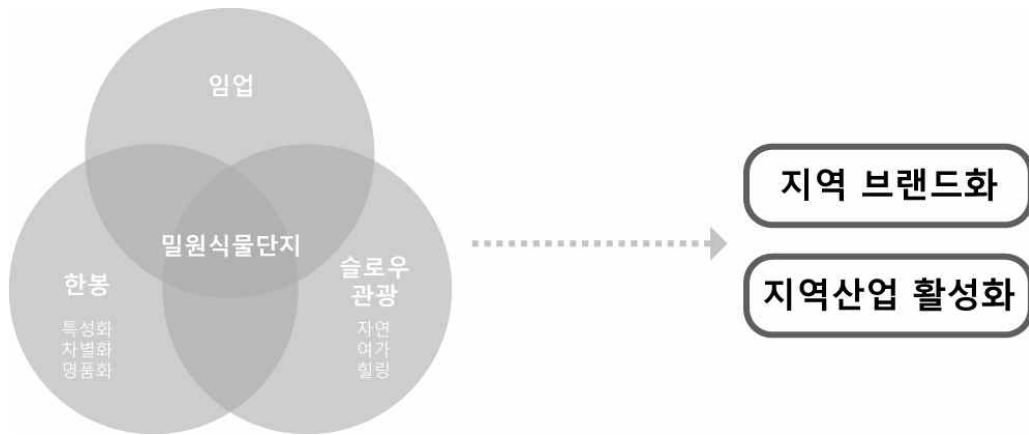 임업
밀원식물단지
한봉
특성화
차별화
명품화
슬로우
관광
자연
여가
힐링
지역 브랜드화
지역산업 활성화